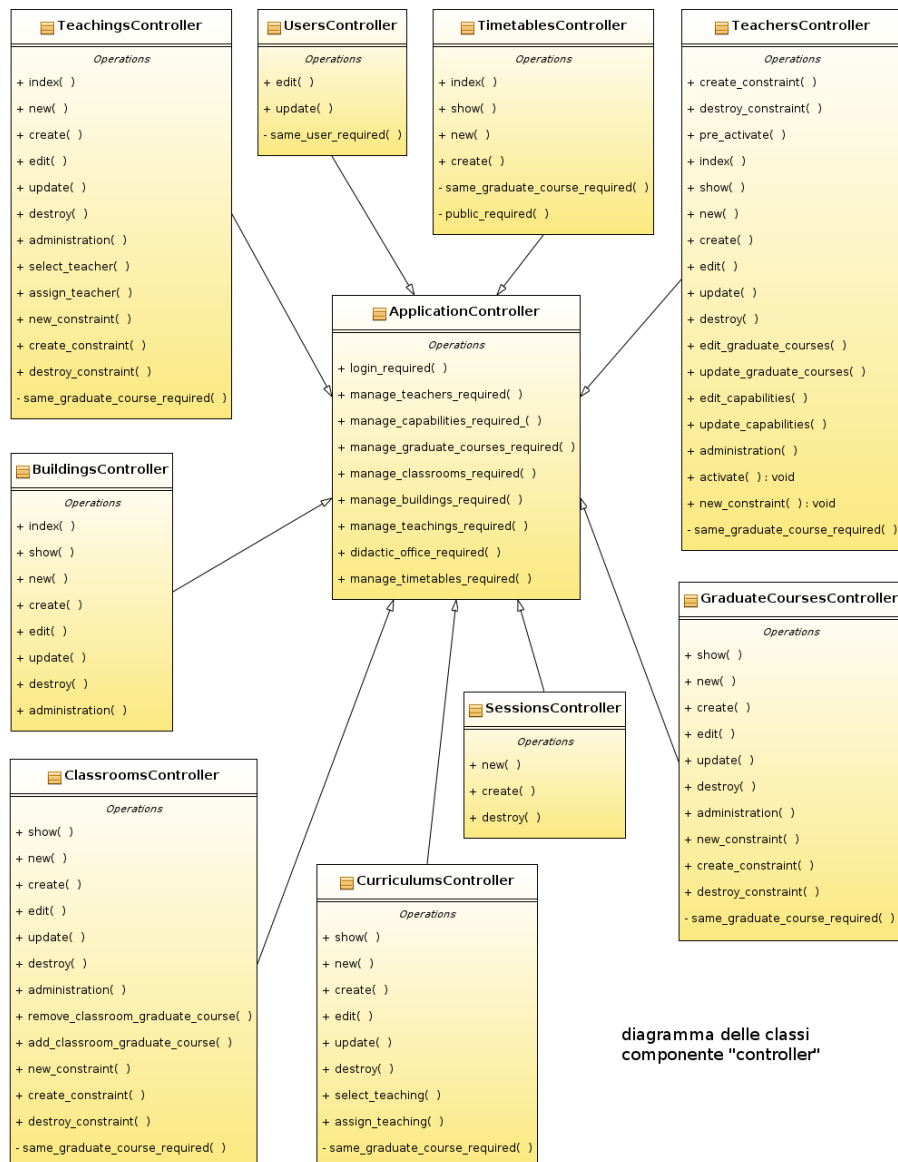 TeachingsController
Operations
+ index( )
+ new( )
+ create( )
+ edit( )
+ update( )
+ destroy( )
+ administration( )
+ select_teacher( )
+ assign_teacher( )
+ new_constraint( )
+ create_constraint( )
+ destroy_constraint( )
- same_graduate_course_required( )
UsersController
Operations
+ edit( )
+ update( )
- same_user_required( )
TimetablesController
Operations
+ index( )
+ show( )
+ new( )
+ create( )
- same_graduate_course_required( )
- public_required( )
TeachersController
Operations
+ create_constraint( )
+ destroy_constraint( )
+ pre_activate( )
+ index( )
+ show( )
+ new( )
+ create( )
+ edit( )
+ update( )
+ destroy( )
+ edit_graduate_courses( )
+ update_graduate_courses( )
+ edit_capabilities( )
+ update_capabilities( )
+ administration( )
+ activate( ) : void
+ new_constraint( ) : void
- same_graduate_course_required( )
ApplicationController
Operations
+ login_required( )
+ manage_teachers_required( )
+ manage_capabilities_required_( )
+ manage_graduate_courses_required( )
+ manage_classrooms_required( )
+ manage_buildings_required( )
+ manage_teachings_required( )
+ didactic_office_required( )
+ manage_timetables_required( )
BuildingsController
Operations
+ index( )
+ show( )
+ new( )
+ create( )
+ edit( )
+ update( )
+ destroy( )
+ administration( )
GraduateCoursesController
Operations
+ show( )
+ new( )
+ create( )
+ edit( )
+ update( )
+ destroy( )
+ administration( )
+ new_constraint( )
+ create_constraint( )
+ destroy_constraint( )
- same_graduate_course_required( )
SessionsController
Operations
+ new( )
+ create( )
+ destroy( )
ClassroomsController
Operations
+ show( )
+ new( )
+ create( )
+ edit( )
+ update( )
+ destroy( )
+ administration( )
+ remove_classroom_graduate_course( )
+ add_classroom_graduate_course( )
+ new_constraint( )
+ create_constraint( )
+ destroy_constraint( )
- same_graduate_course_required( )
CurriculumsController
Operations
+ show( )
+ new( )
+ create( )
+ edit( )
+ update( )
+ destroy( )
+ select_teaching( )
+ assign_teaching( )
- same_graduate_course_required( )
diagramma delle classi
componente "controller"